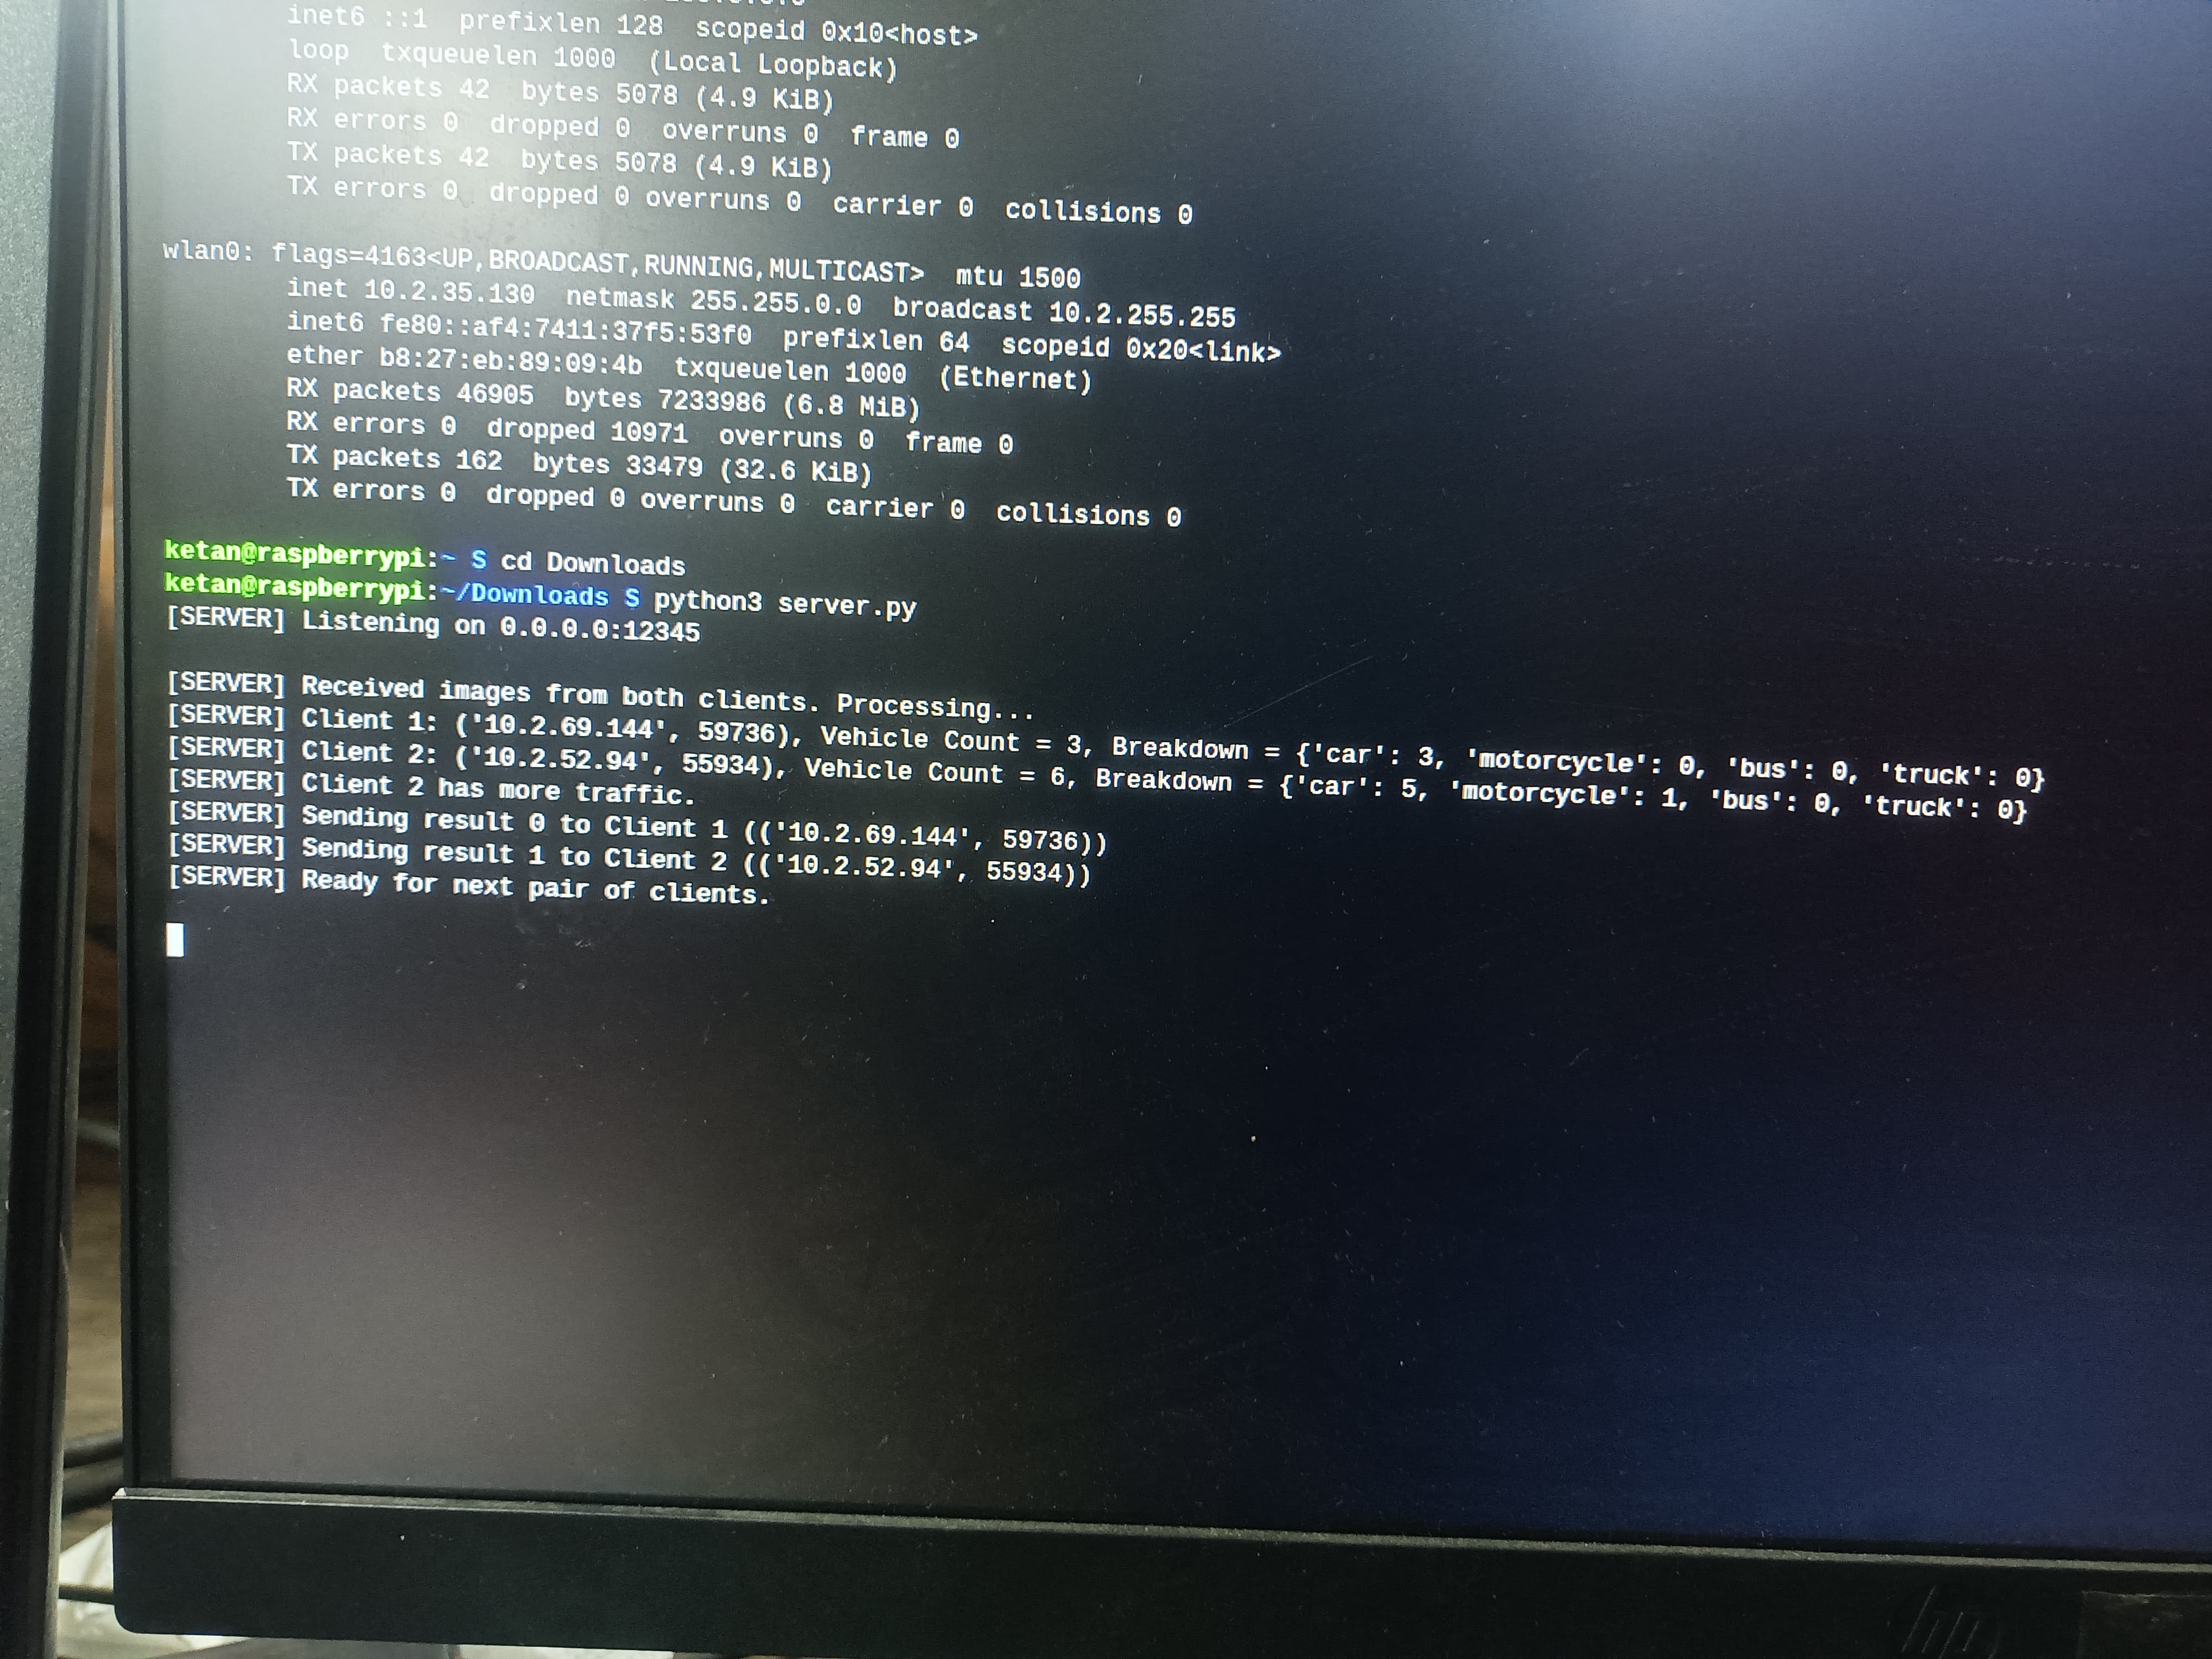 inet6 ::1  prefixlen 128  scopeid 0x10<host>
loop  txqueuelen 1000  (Local Loopback)
RX packets 42  bytes 5078 (4.9 KiB)
RX errors 0  dropped 0  overruns 0  frame 0
TX packets 42  bytes 5078 (4.9 KiB)
TX errors 0  dropped 0 overruns 0  carrier 0  collisions 0
wlan0: flags=4163<UP,BROADCAST,RUNNING,MULTICAST>  mtu 1500
inet 10.2.35.130  netmask 255.255.0.0  broadcast 10.2.255.255
inet6 fe80::af4:7411:37f5:53f0  prefixlen 64  scopeid 0x20<link>
ether b8:27:eb:89:09:4b  txqueuelen 1000  (Ethernet)
RX packets 46905  bytes 7233986 (6.8 MiB)
RX errors 0  dropped 10971  overruns 0  frame 0
TX packets 162  bytes 33479 (32.6 KiB)
TX errors 0  dropped 0 overruns 0  carrier 0  collisions 0
ketan@raspberrypi:~ $ cd Downloads
ketan@raspberrypi:~/Downloads $ python3 server.py
[SERVER] Listening on 0.0.0.0:12345
[SERVER] Received images from both clients. Processing...
[SERVER] Client 1: ('10.2.69.144', 59736), Vehicle Count = 3, Breakdown = {'car': 3, 'motorcycle': 0, 'bus': 0, 'truck': 0}
[SERVER] Client 2: ('10.2.52.94', 55934), Vehicle Count = 6, Breakdown = {'car': 5, 'motorcycle': 1, 'bus': 0, 'truck': 0}
[SERVER] Client 2 has more traffic.
[SERVER] Sending result 0 to Client 1 (('10.2.69.144', 59736))
[SERVER] Sending result 1 to Client 2 (('10.2.52.94', 55934))
[SERVER] Ready for next pair of clients.
hp